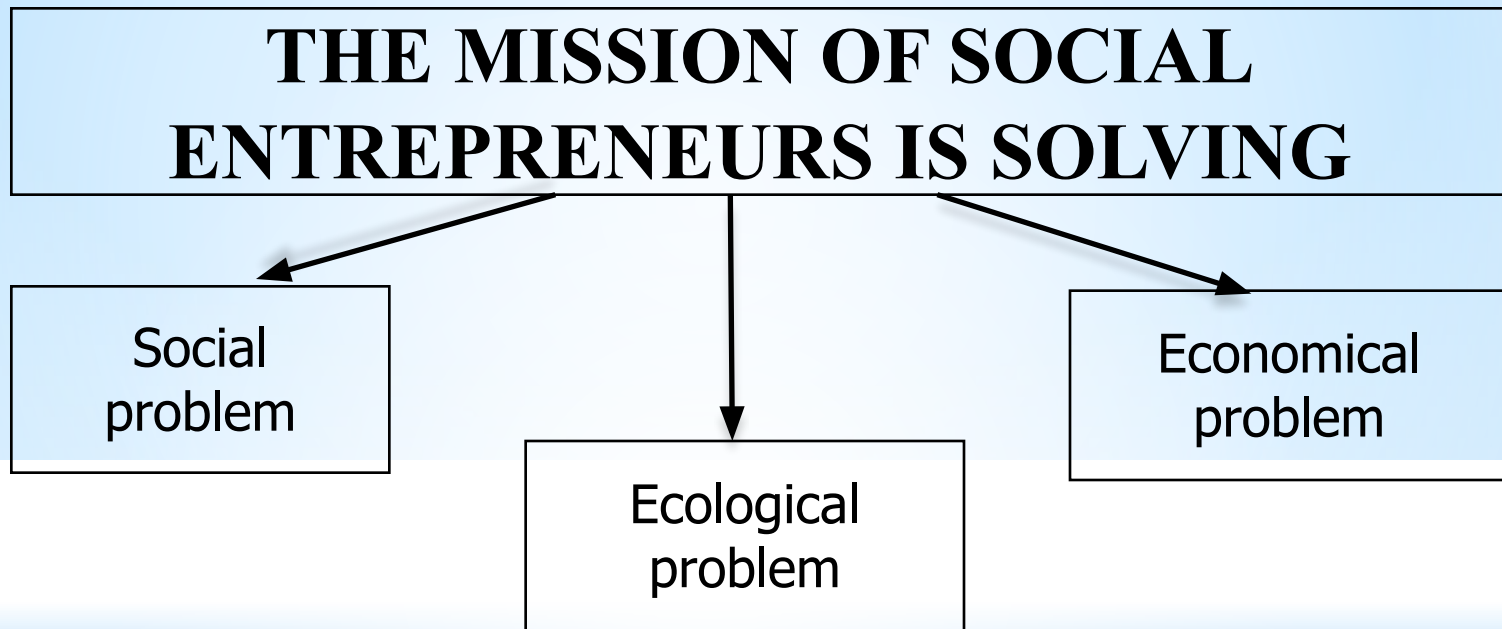 THE MISSION OF SOCIAL
ENTREPRENEURS IS SOLVING
Social
problem
Economical
problem
Ecological
problem